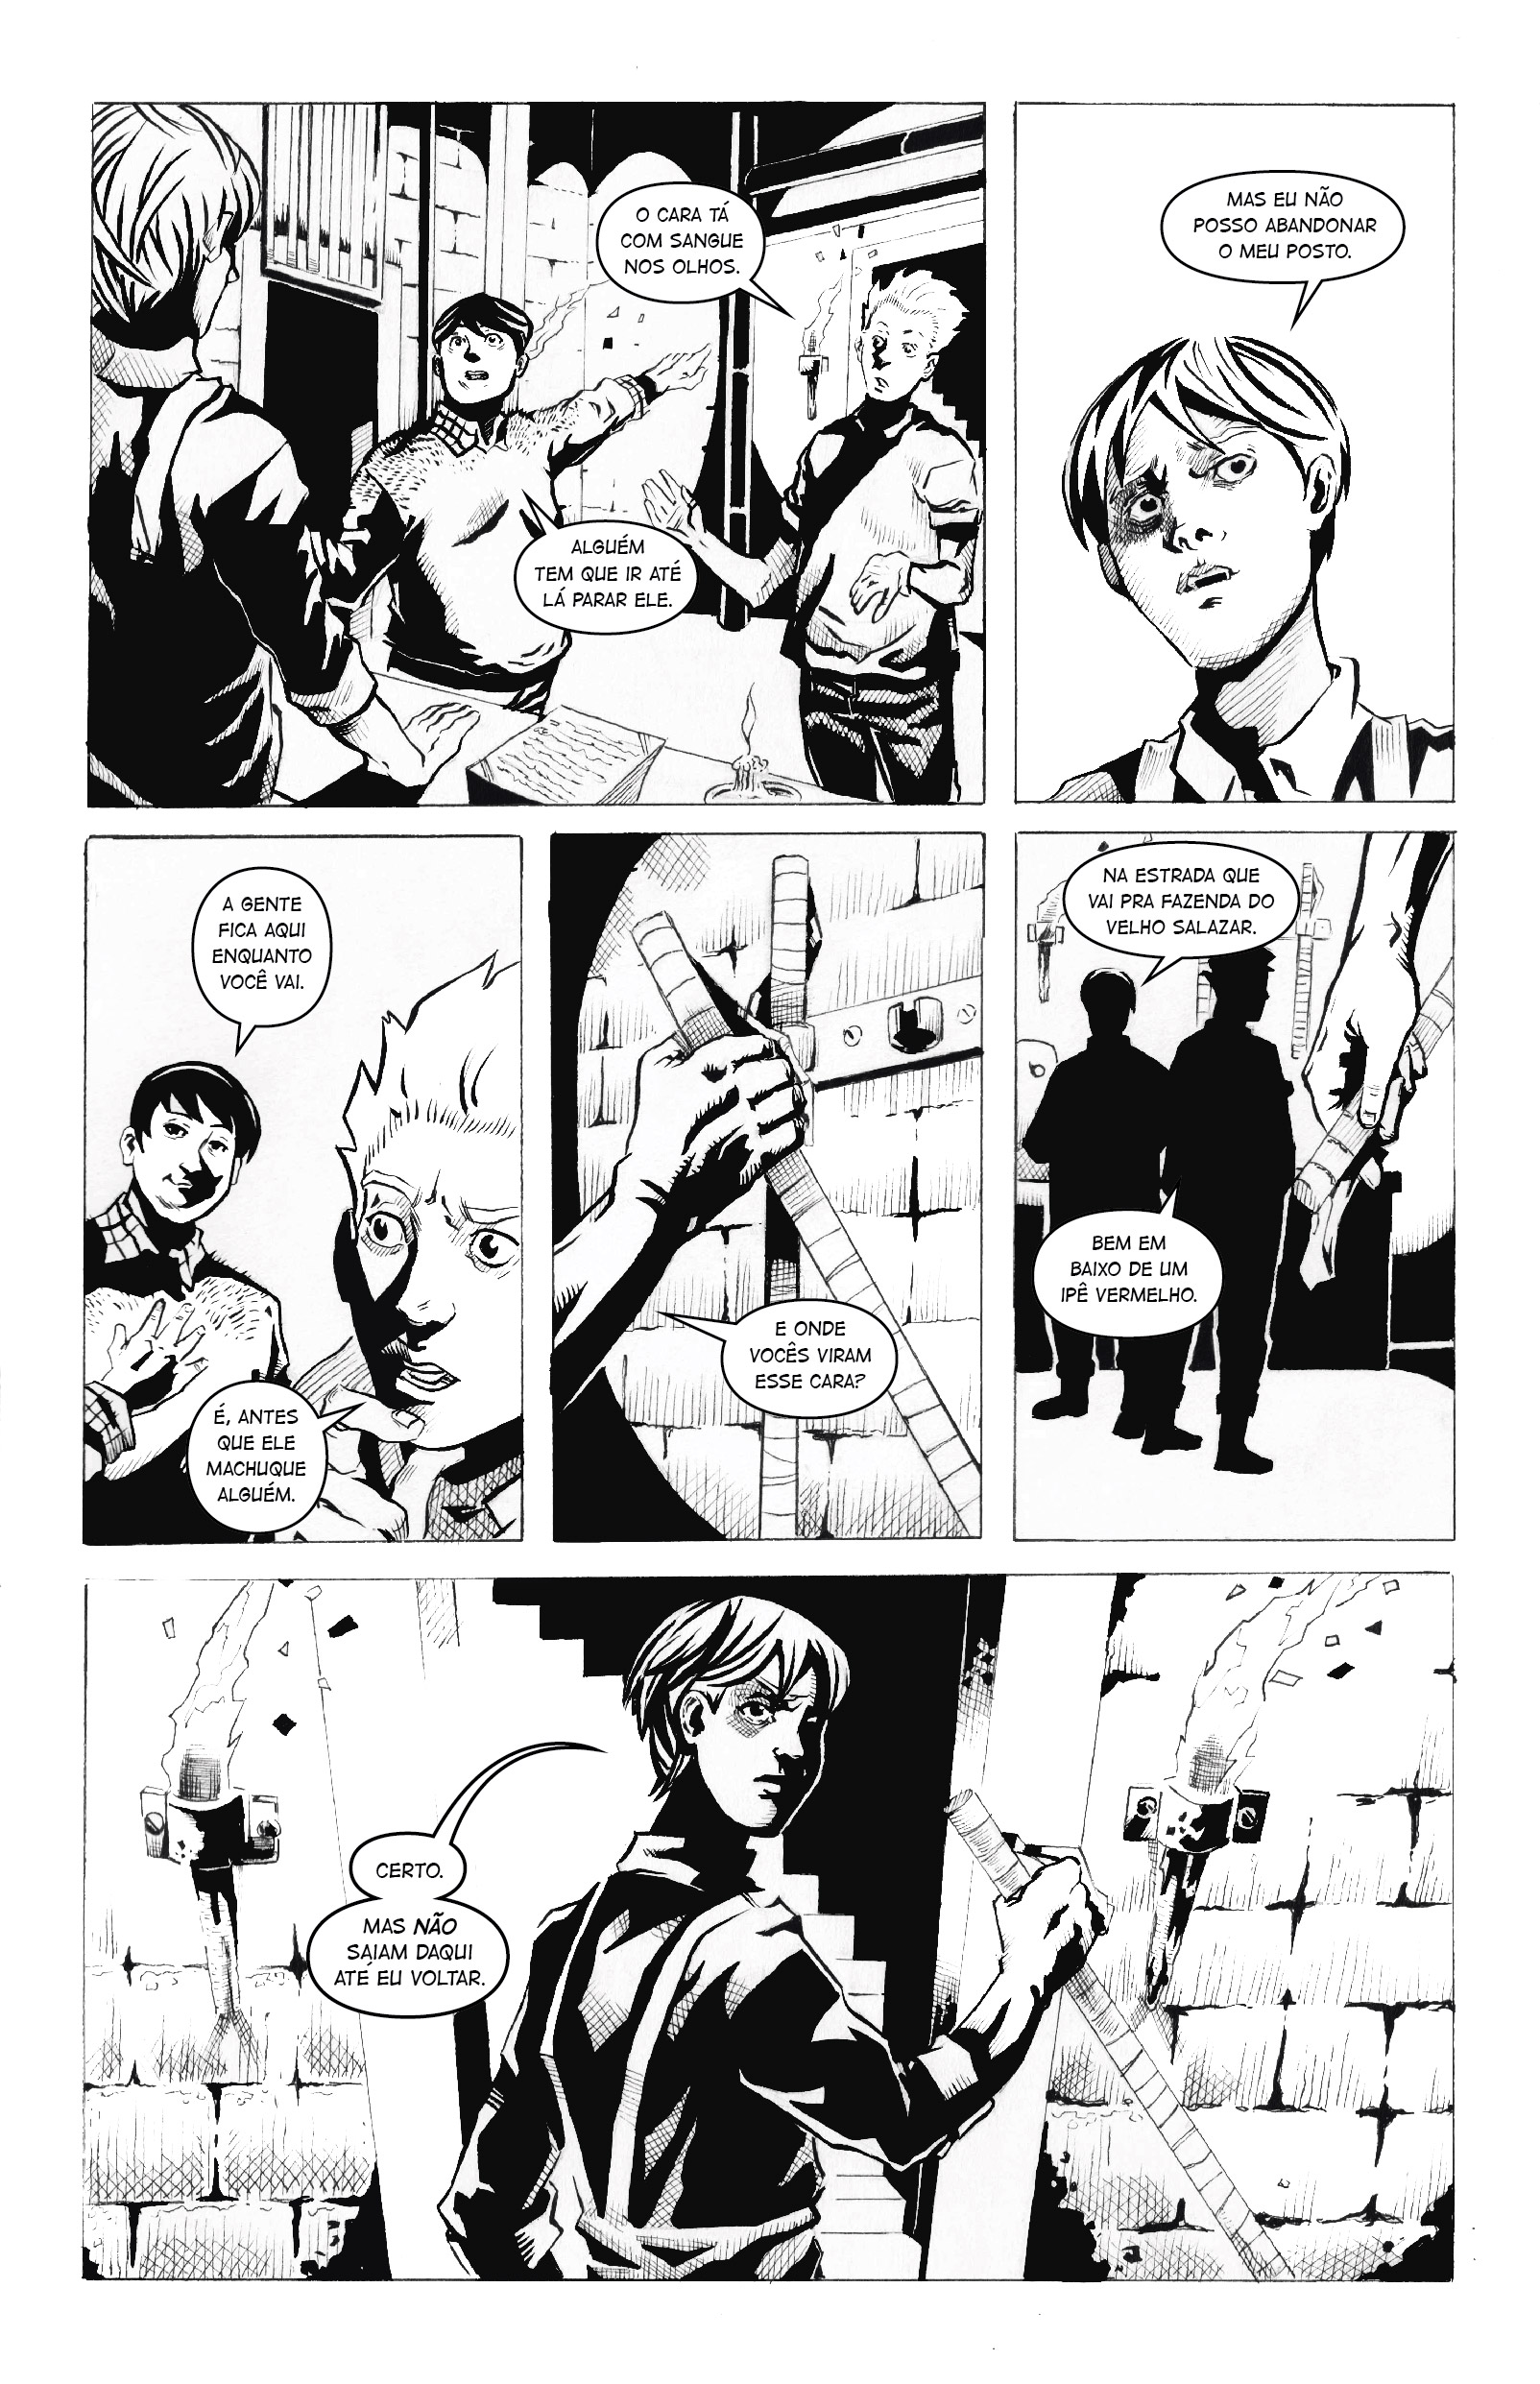 O CARA TÁ
COM SANGUE
NOS OLHOS.
ALGUÉM
TEM QUE IR ATÉ
LÁ PARAR ELE.
MAS EU NÃO
POSSO ABANDONAR
O MEU POSTO.
A GENTE
FICA AQUI
ENQUANTO
VOCÊ VAI.
É, ANTES
QUE ELE
MACHUQUE
ALGUÉM.
E ONDE
VOCÊS VIRAM
ESSE CARA?
NA ESTRADA QUE
VAI PRA FAZENDA DO
VELHO SALAZAR.
BEM EM
BAIXO DE UM
IPÊ VERMELHO.
CERTO.
MAS NÃO
SAIAM DAQUI
ATÉ EU VOLTAR.